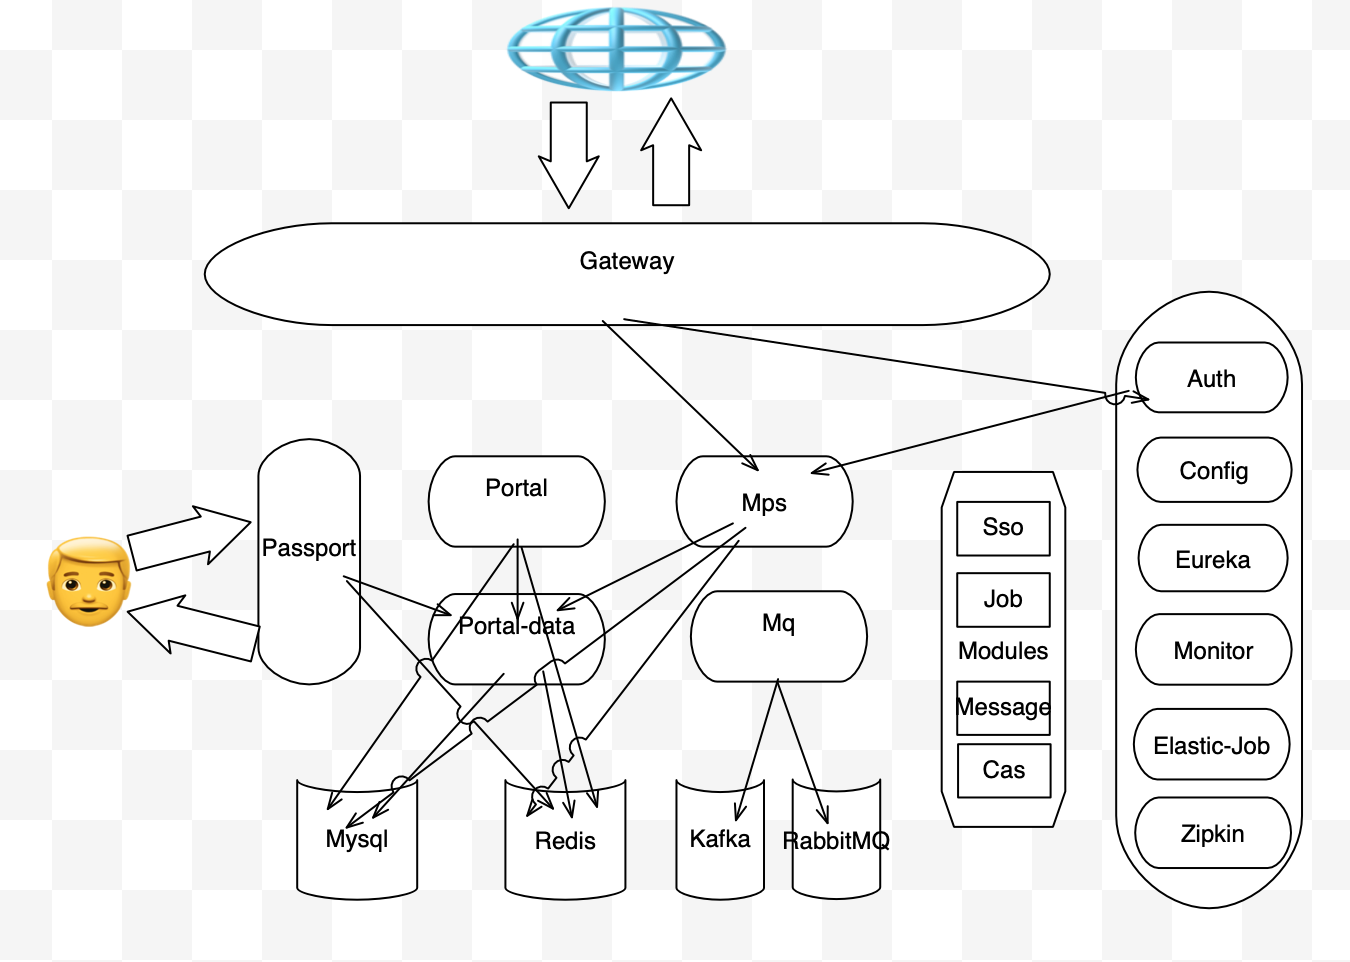 Gateway
Auth
Config
Eureka
Monitor
Elastic-Job
Zipkin
Passport
Portal
Mps
Portal-data
Mq
Sso
Job
Modules
Message
Cas
Mysql
Redis
Kafka
RabbitMQ